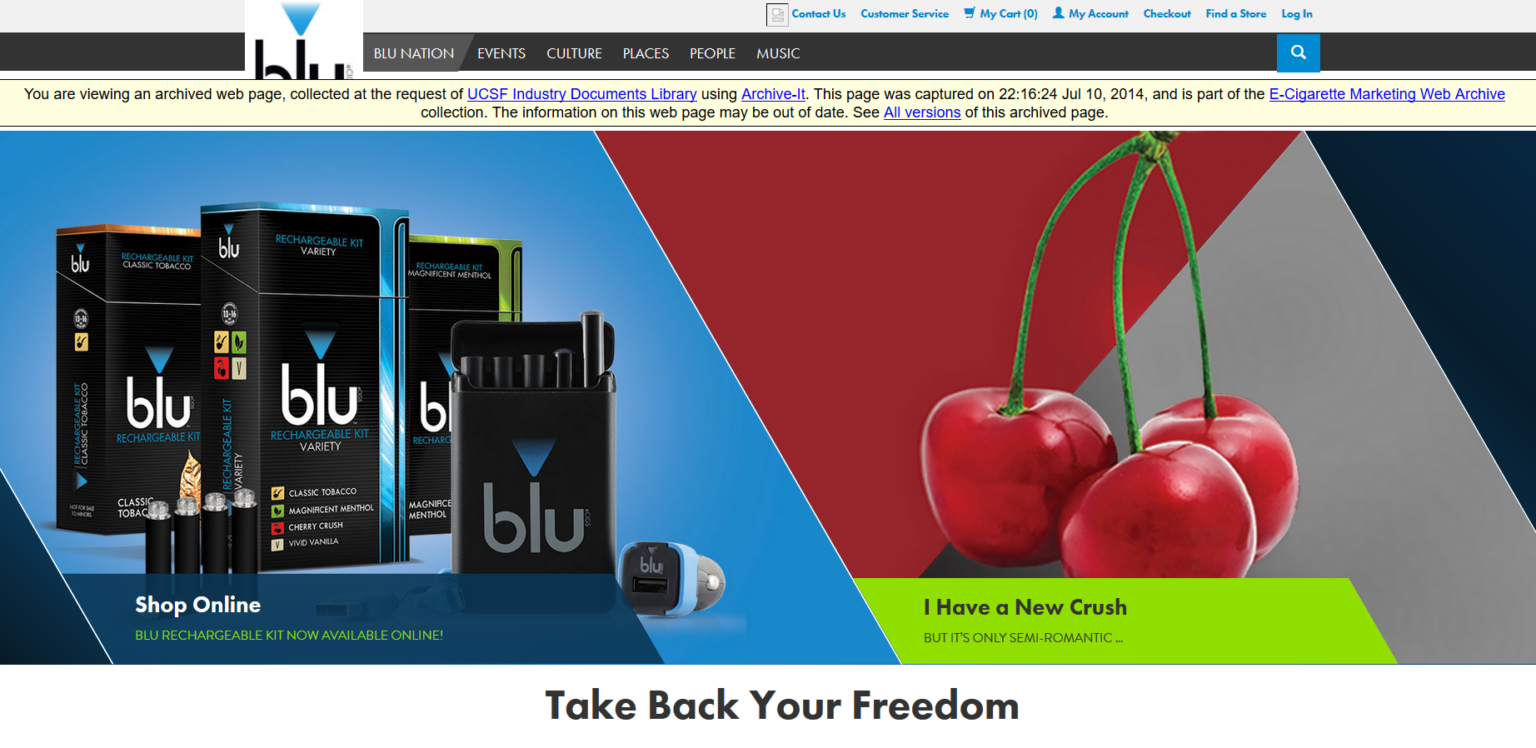 Contact Us Customer Service My Cart (0) My Account Checkout Find a Store Log In
blu
BLU NATION EVENTS CULTURE PLACES PEOPLE MUSIC
You are viewing an archived web page, collected at the request of UCSF Industry Documents Library using Archive-It. This page was captured on 22:16:24 Jul 10, 2014, and is part of the E-Cigarette Marketing Web Archive
collection. The information on this web page may be out of date. See All versions of this archived page.
blu
RECHARGEABLE KIT
CLASSIC TOBACCO
blu
RECHARGEABLE KIT
CLASSIC TOBACCO
NOT FOR SALE
TO MINORS
blu
RECHARGEABLE KIT
CLASSIC
TOBAC
blu
RECHARGEABLE KIT
VARIETY
RECHARGEABLE KIT
VARIETY
blu
RECHARGEABLE KIT
VARIETY
V
CLASSIC TOBACCO
MAGNIFICENT MENTHOL
CHERRY CRUSH
V VIVID VANILLA
RECHARGEABLE KIT
MAGNIFICENT MENTHOL
bl
RECHARG
MAGNIFICE
MENTHOL
blu
blu
Shop Online
BLU RECHARGEABLE KIT NOW AVAILABLE ONLINE!
I Have a New Crush
BUT IT'S ONLY SEMI-ROMANTIC ...
Take Back Your Freedom